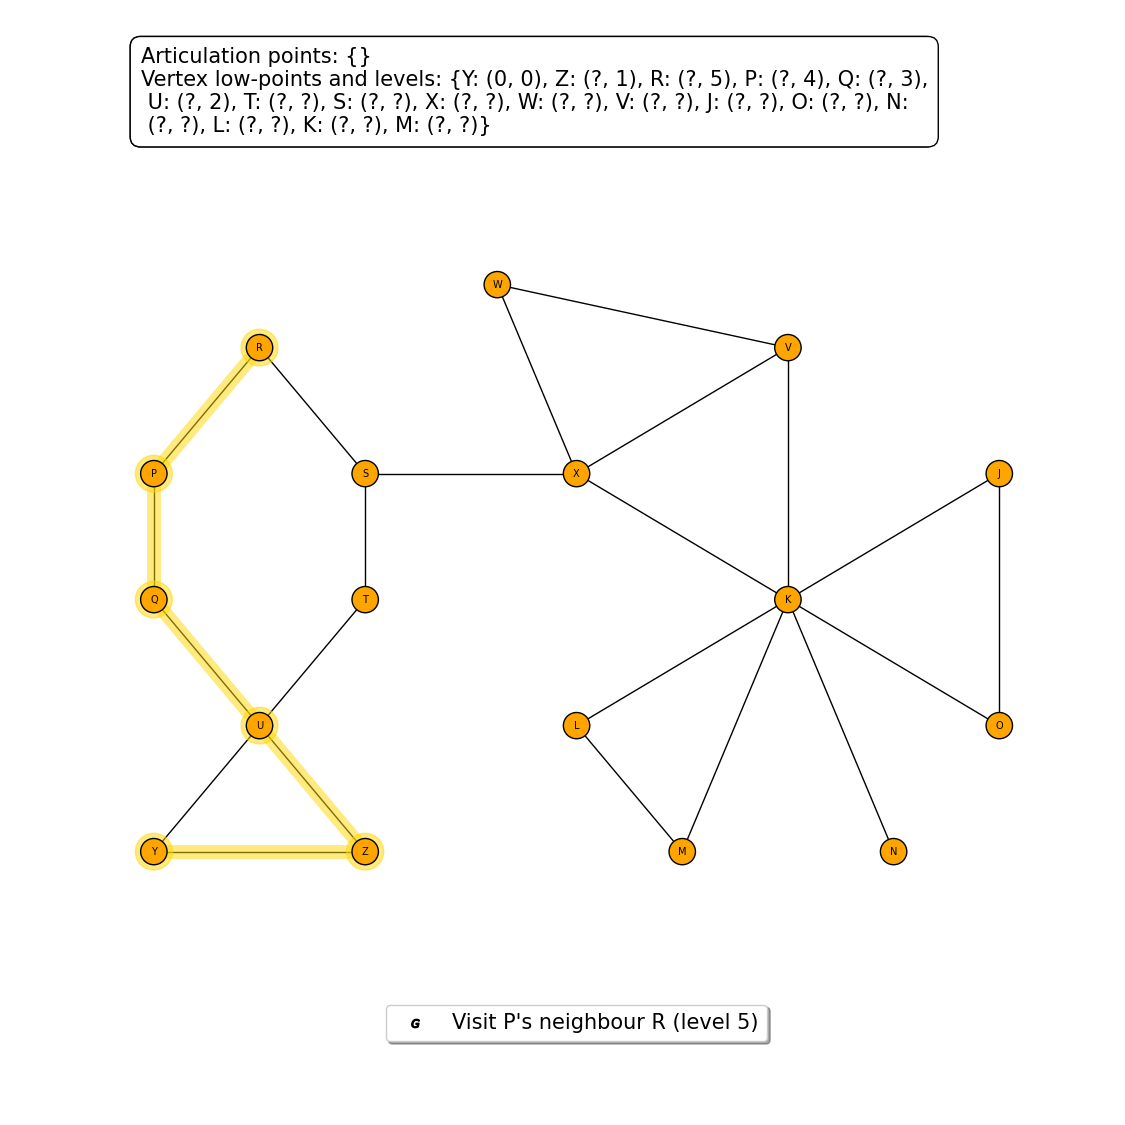 Articulation points: {}
Vertex low-points and levels: {Y: (0, 0), Z: (?, 1), R: (?, 5), P: (?, 4), Q: (?, 3),
U: (?, 2), T: (?, ?), S: (?, ?), X: (?, ?), W: (?, ?), V: (?, ?), J: (?, ?), O: (?, ?), N:
(?, ?), L: (?, ?), K: (?, ?), M: (?, ?)}
W
R
V
P
S
X
J
Q
T
K
U
L
O
Y
Z
M
N
G Visit P's neighbour R (level 5)